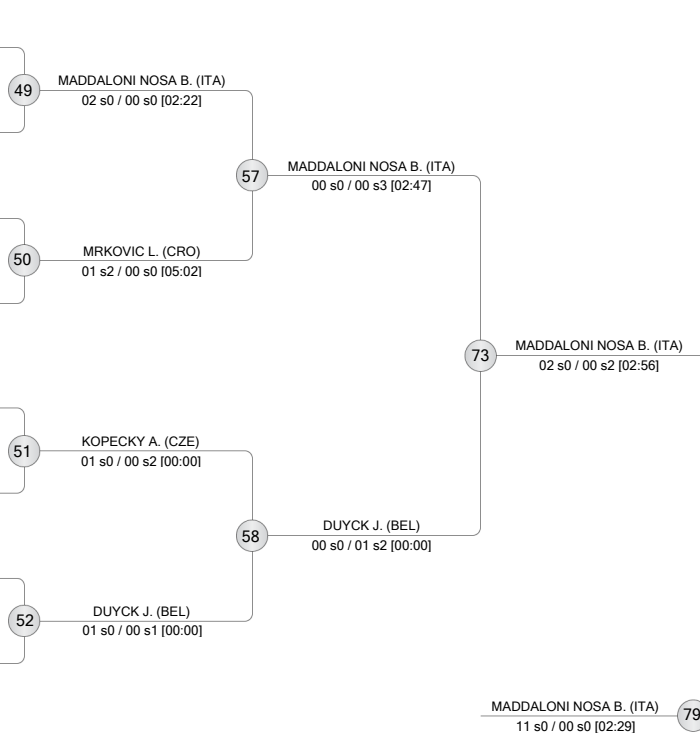 49
MADDALONI NOSA B. (ITA)
02 s0 / 00 s0 [02:22]
57
MADDALONI NOSA B. (ITA)
00 s0 / 00 s3 [02:47]
50
MRKOVIC L. (CRO)
01 s2 / 00 s0 [05:02]
73
MADDALONI NOSA B. (ITA)
02 s0 / 00 s2 [02:56]
51
KOPECKY A. (CZE)
01 s0 / 00 s2 [00:00]
58
DUYCK J. (BEL)
00 s0 / 01 s2 [00:00]
52
DUYCK J. (BEL)
01 s0 / 00 s1 [00:00]
MADDALONI NOSA B. (ITA)
11 s0 / 00 s0 [02:29]
79